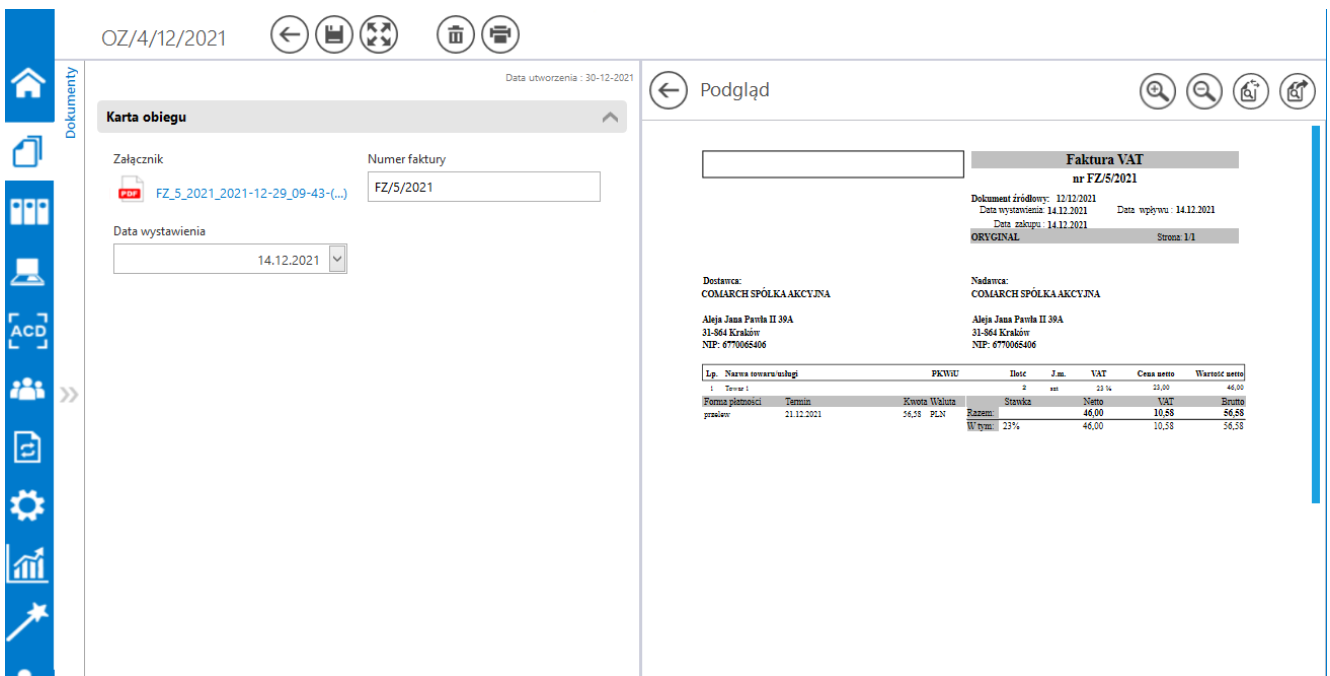 OZ/4/12/2021
Dokumenty
ACD
Data utworzenia : 30-12-2021
Karta obiegu
Załącznik
Numer faktury
PDF
FZ_5_2021_2021-12-29_09-43-(...)
FZ/5/2021
Data wystawienia
14.12.2021
Podgląd
Faktura VAT
nr FZ/5/2021
Dokument źródłowy: 12/12/2021
Data wystawienia: 14.12.2021 Data wpływu : 14.12.2021
Data zakupu : 14.12.2021
ORYGINAL Strona: 1/1
Dostawca: Nadawca:
COMARCH SPÓŁKA AKCYJNA COMARCH SPÓŁKA AKCYJNA
Aleja Jana Pawła II 39A Aleja Jana Pawła II 39A
31-864 Kraków 31-864 Kraków
NIP: 6770065406 NIP: 6770065406
Lp. Nazwa towaru/usługi PKWiU Ilość J.m. VAT Cena netto Wartość netto
1 Towar 1 2 szt 23 % 23,00 46,00
Forma płatności Termin Kwota Waluta Stawka Netto VAT Brutto
przelew 21.12.2021 56,58 PLN Razem: 46,00 10,58 56,58
W tym: 23% 46,00 10,58 56,58